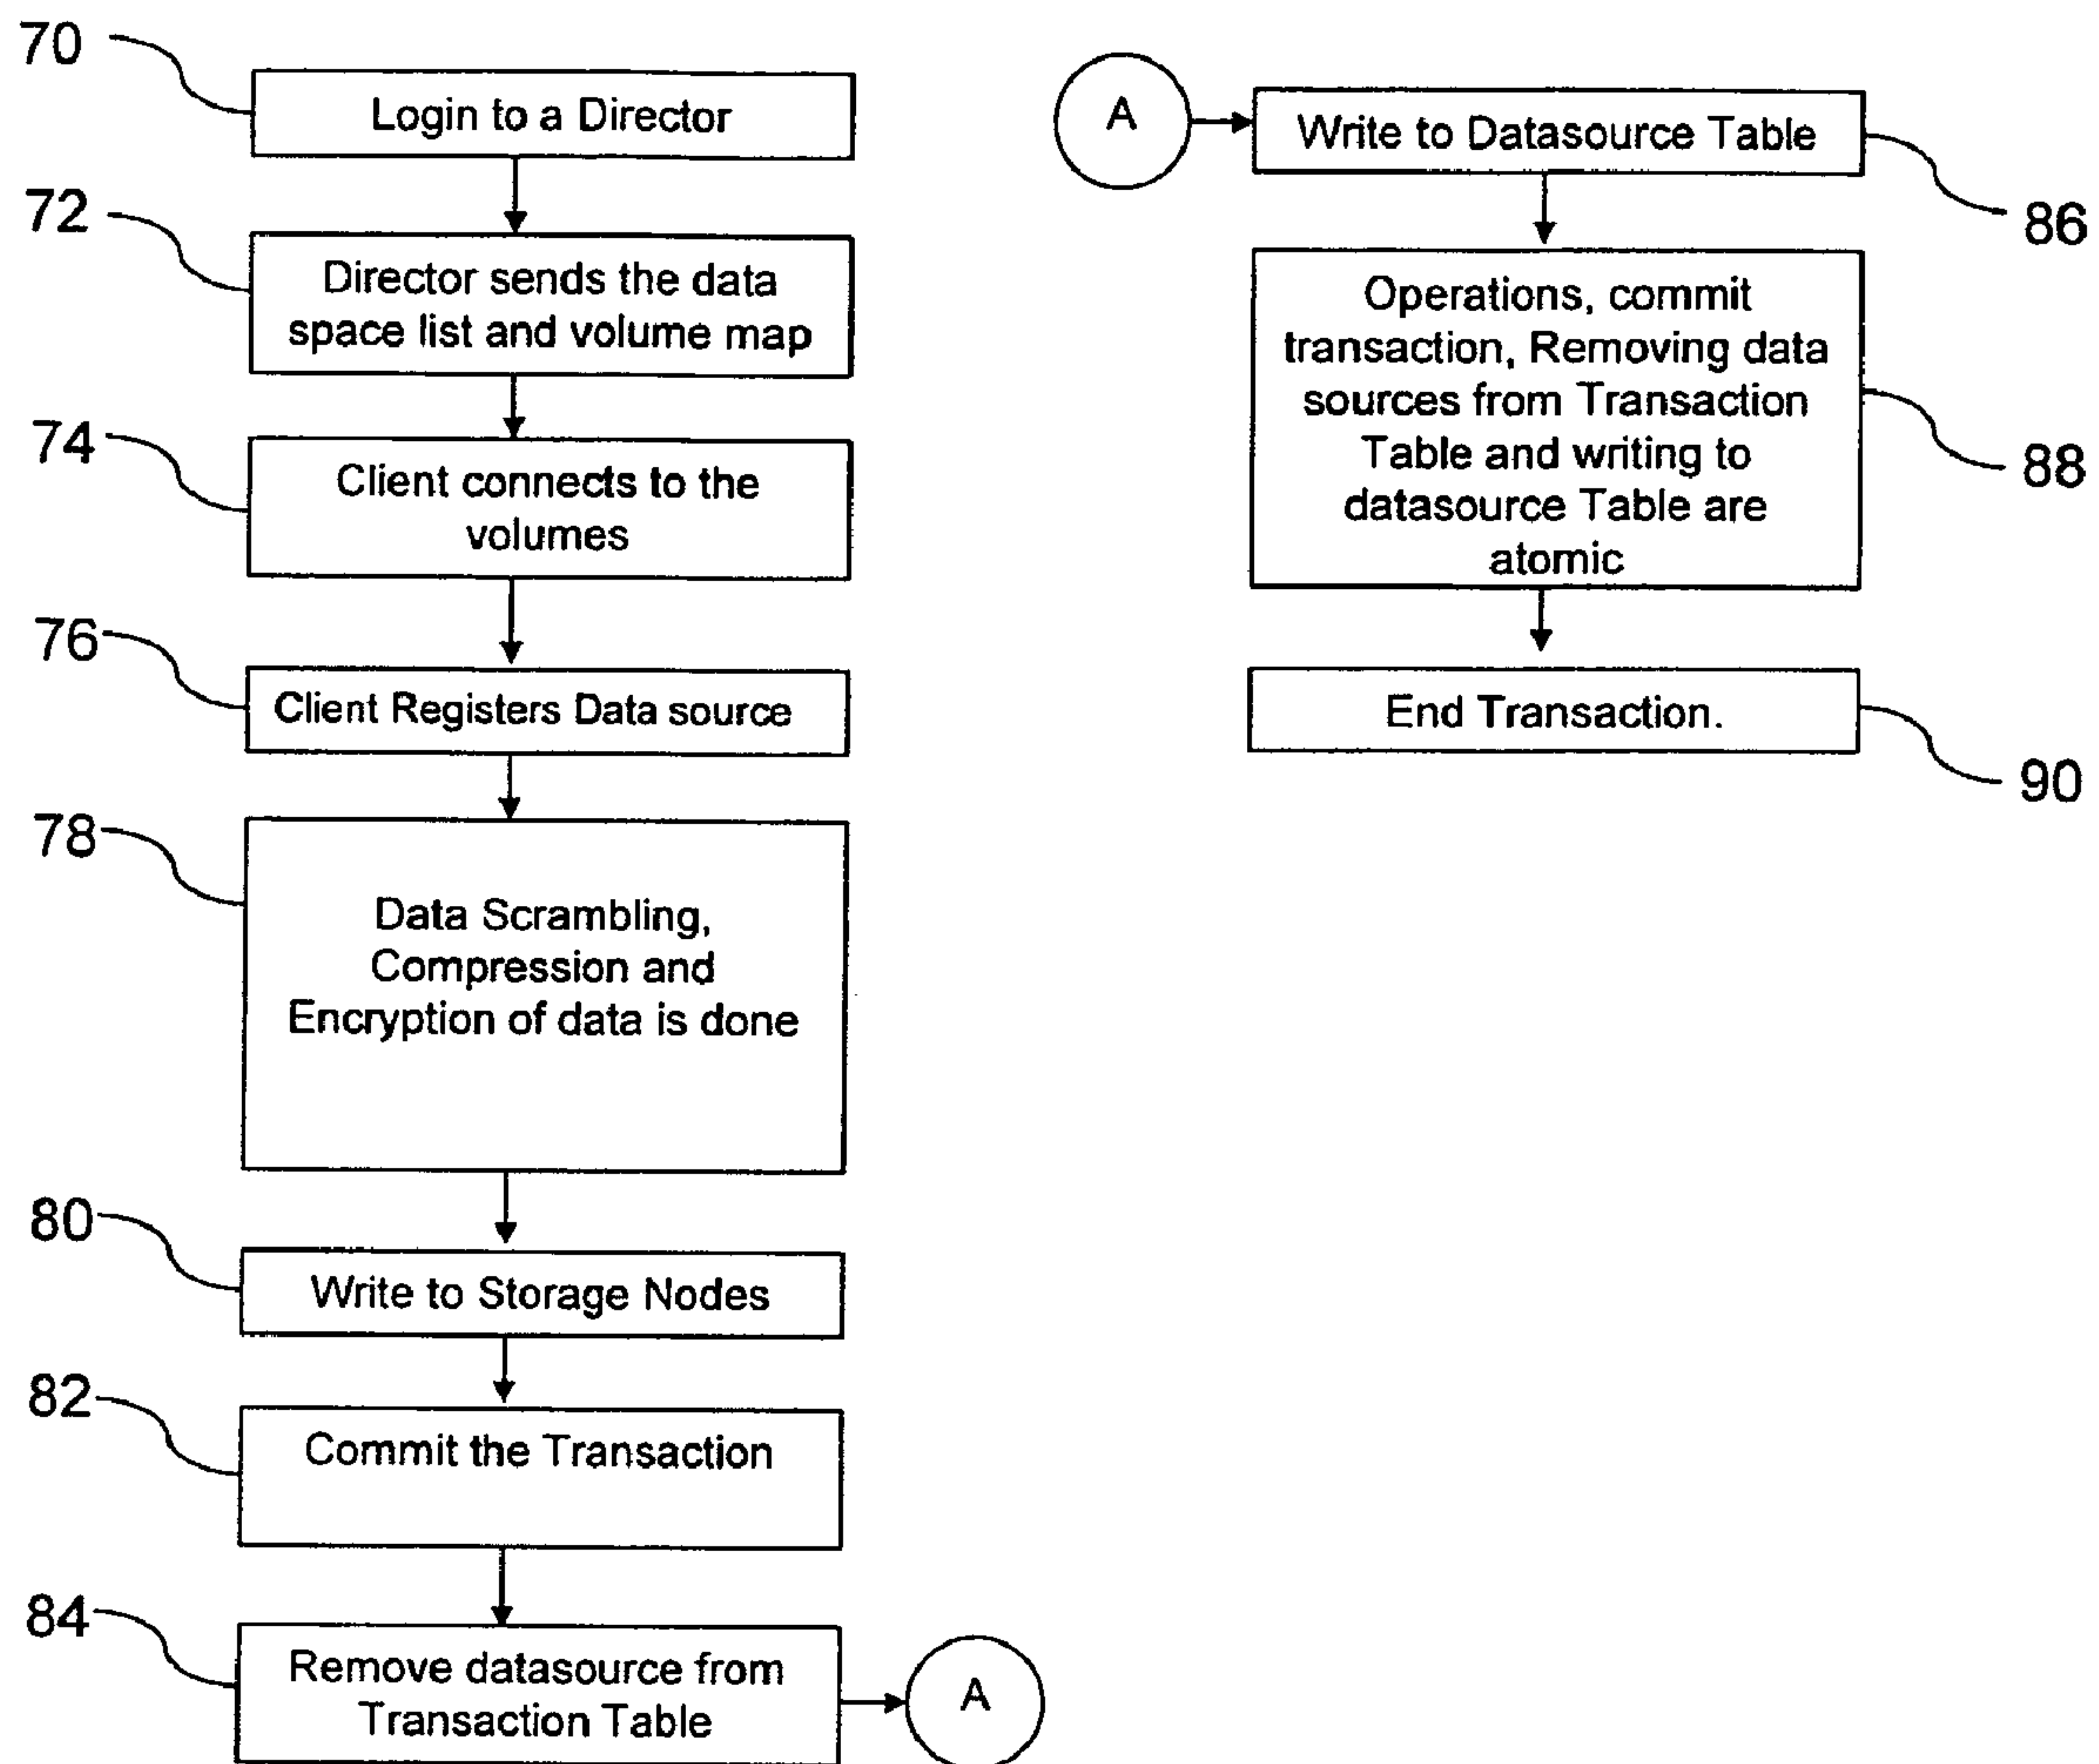 70
Login to a Director
72
Director sends the data
space list and volume map
74
Client connects to the
volumes
76
Client Registers Data source
78
Data Scrambling,
Compression and
Encryption of data is done
80
Write to Storage Nodes
82
Commit the Transaction
84
Remove datasource from
Transaction Table
A
A
Write to Datasource Table
86
Operations, commit
transaction, Removing data
sources from Transaction
Table and writing to
datasource Table are
atomic
88
End Transaction.
90